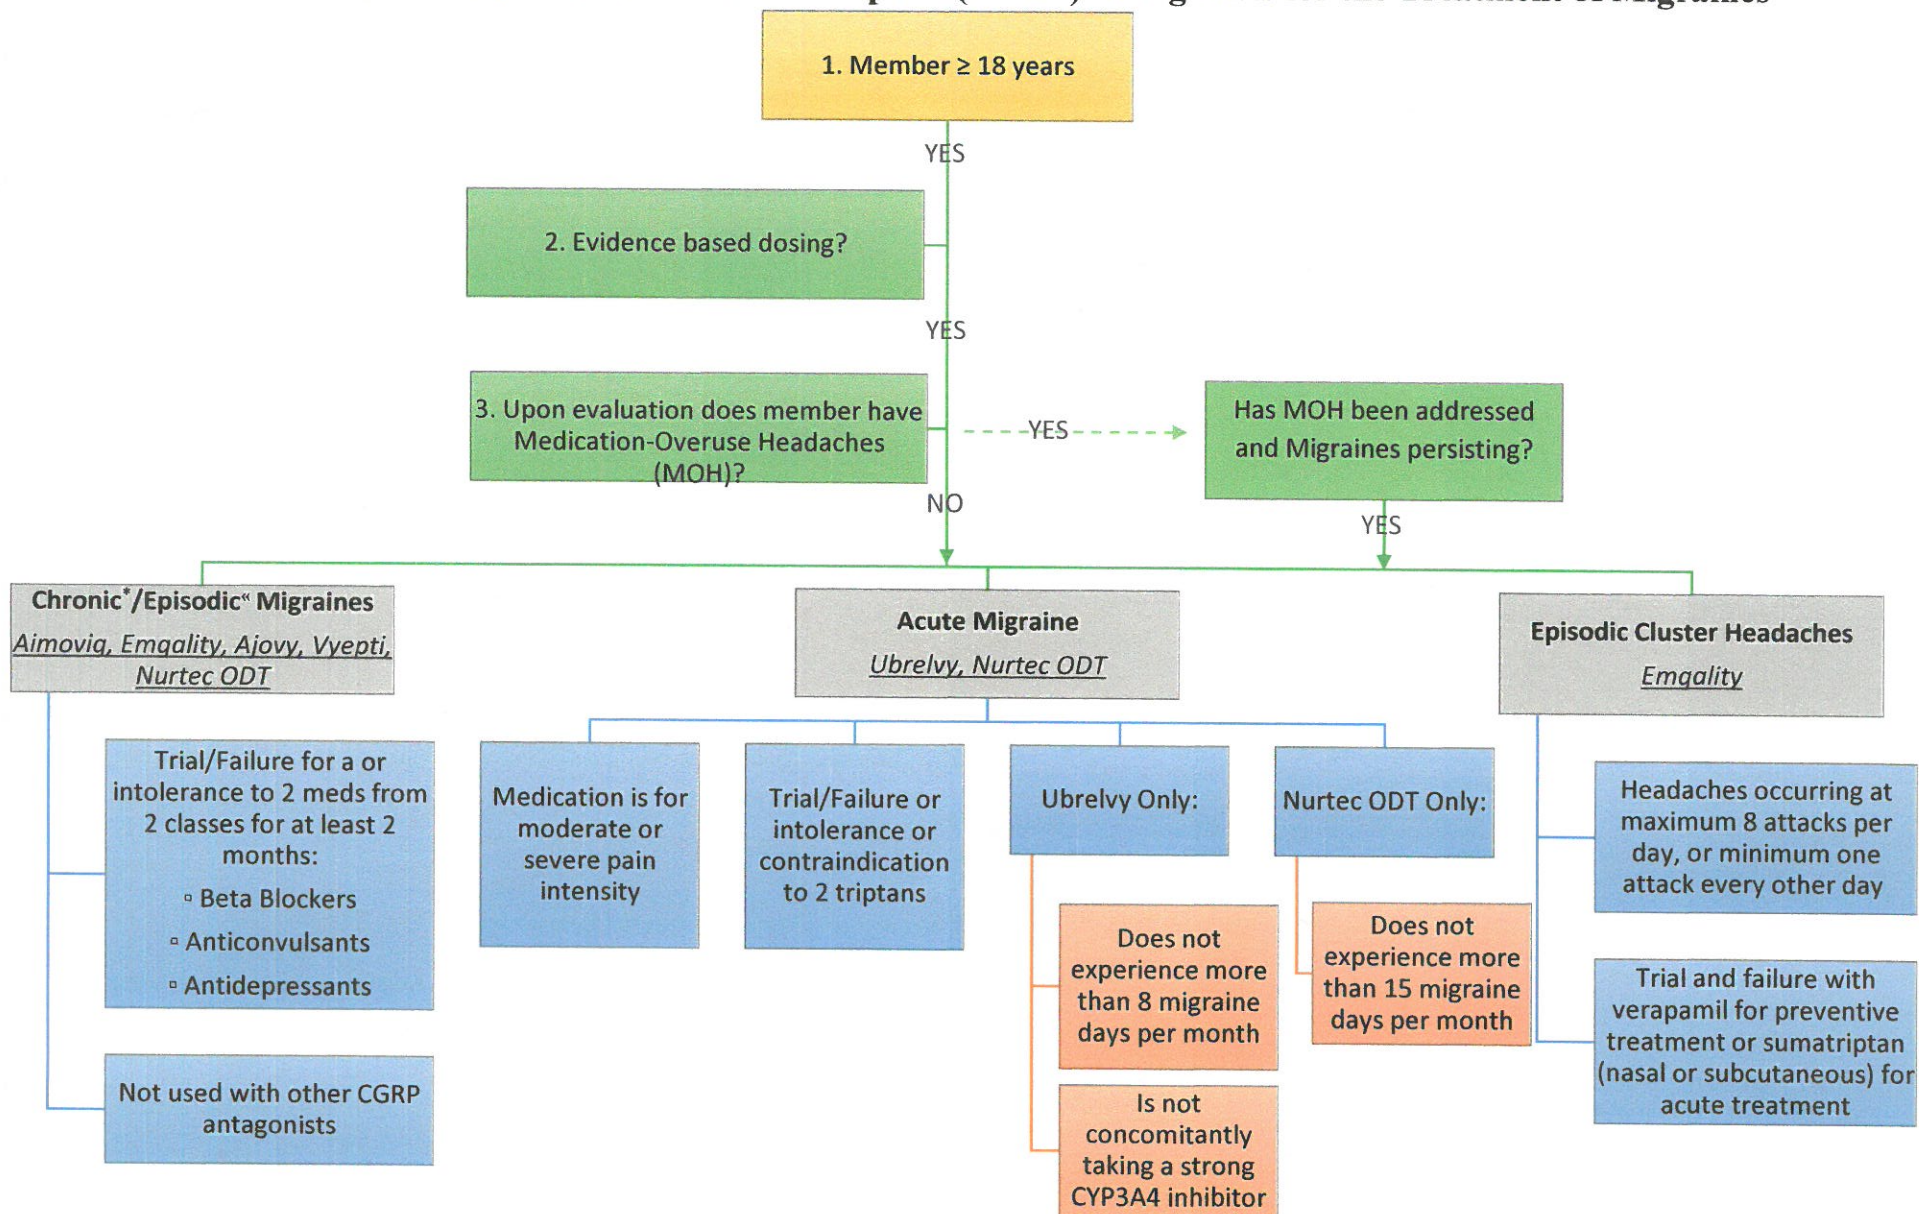 for the Treatment of Migraines
1. Member ≥ 18 years
YES
2. Evidence based dosing?
YES
3. Upon evaluation does member have
Medication-Overuse Headaches
(MOH)?
YES
Has MOH been addressed
and Migraines persisting?
NO
YES
Chronic*/Episodic« Migraines
Aimovig, Emgality, Ajovy, Vyepti,
Nurtec ODT
Trial/Failure for a or
intolerance to 2 meds from
2 classes for at least 2
months:
▫ Beta Blockers
▫ Anticonvulsants
▫ Antidepressants
Not used with other CGRP
antagonists
Acute Migraine
Ubrelvy, Nurtec ODT
Medication is for
moderate or
severe pain
intensity
Trial/Failure or
intolerance or
contraindication
to 2 triptans
Ubrelvy Only:
Does not
experience more
than 8 migraine
days per month
Is not
concomitantly
taking a strong
CYP3A4 inhibitor
Nurtec ODT Only:
Does not
experience more
than 15 migraine
days per month
Episodic Cluster Headaches
Emgality
Headaches occurring at
maximum 8 attacks per
day, or minimum one
attack every other day
Trial and failure with
verapamil for preventive
treatment or sumatriptan
(nasal or subcutaneous) for
acute treatment